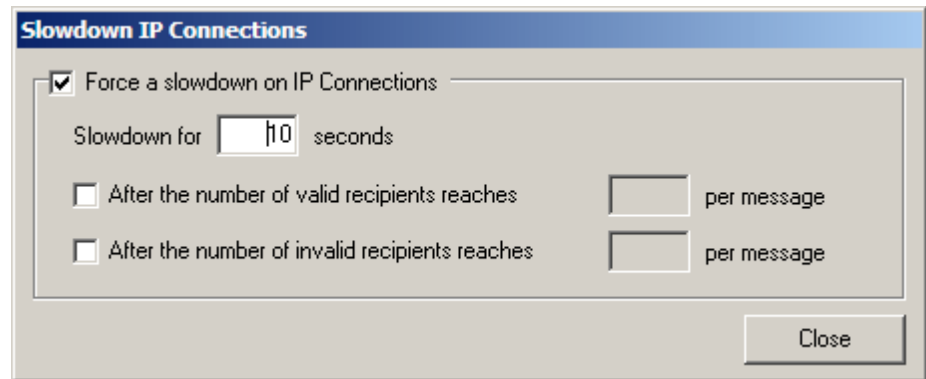 Slowdown IP Connections
Force a slowdown on IP Connections
Slowdown for 10 seconds
After the number of valid recipients reaches per message
After the number of invalid recipients reaches per message
Close